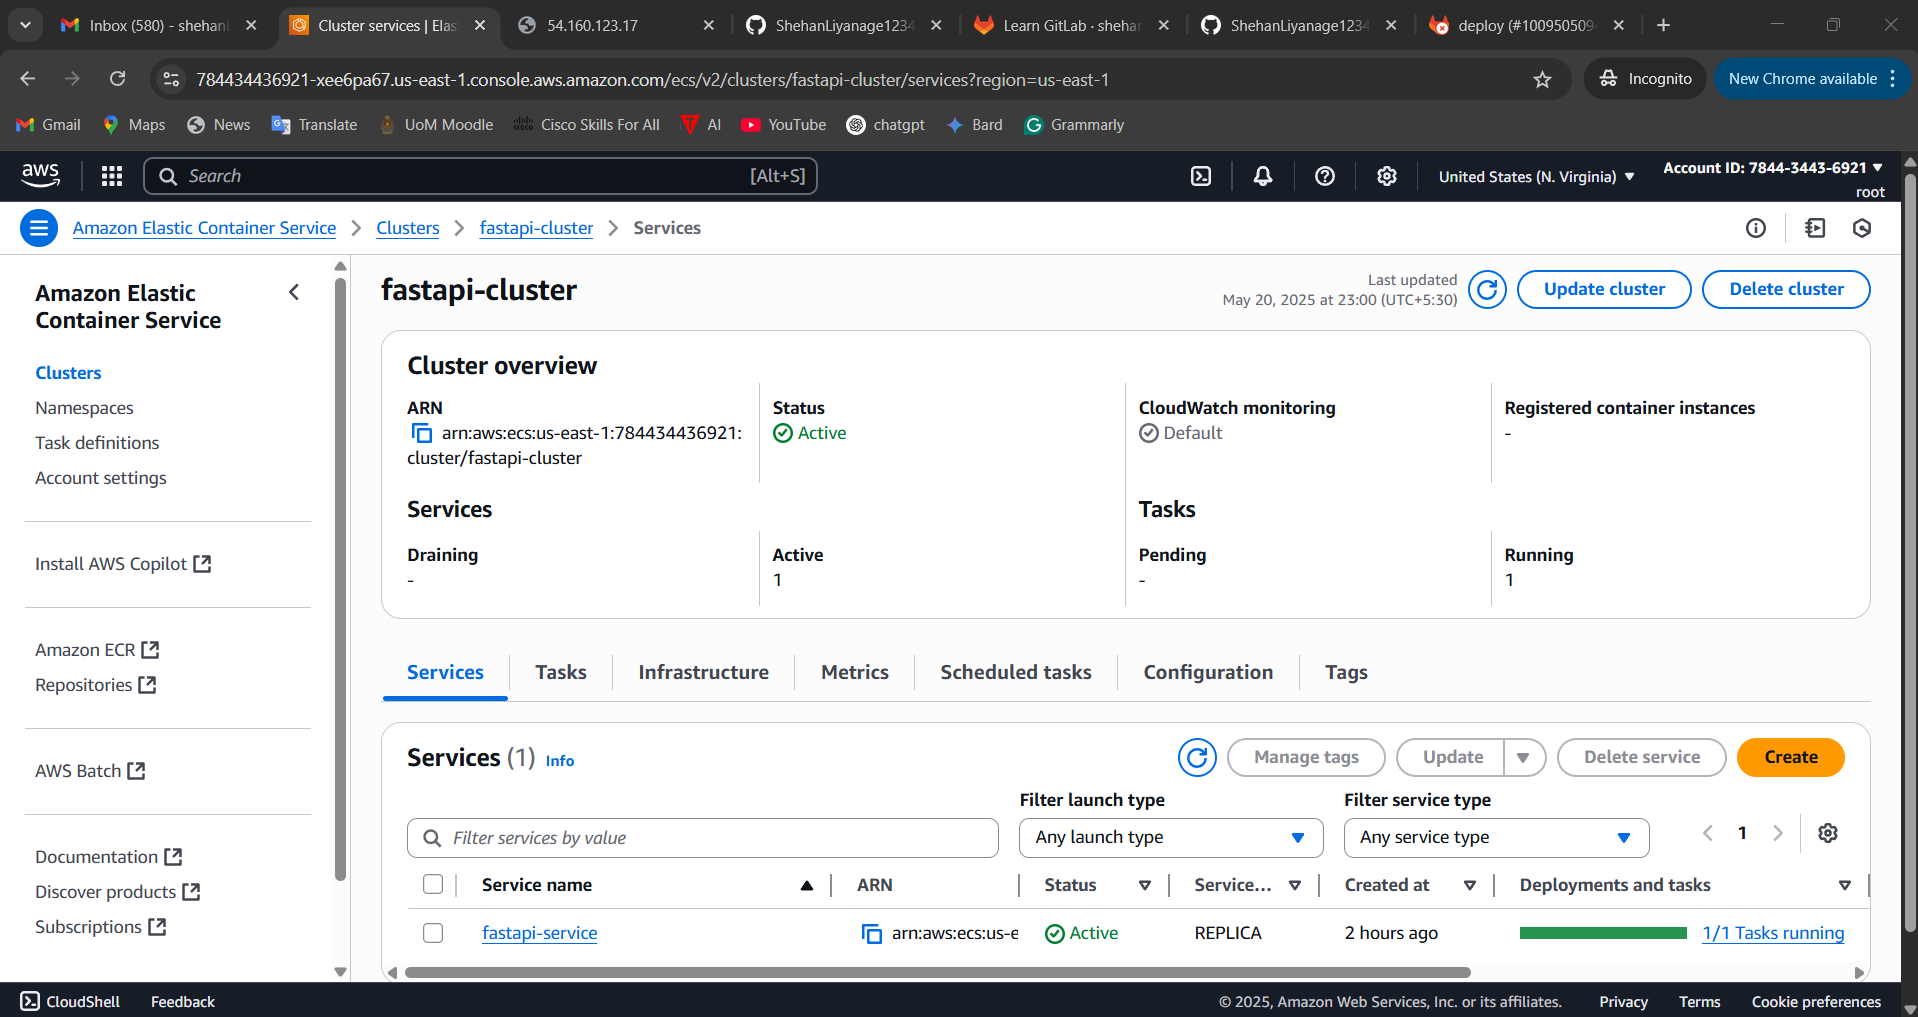 Inbox (580) - shehanl
Cluster services | Elas
54.160.123.17
ShehanLiyanage1234
Learn GitLab · shehan
ShehanLiyanage1234
deploy (#1009505094
784434436921-xee6pa67.us-east-1.console.aws.amazon.com/ecs/v2/clusters/fastapi-cluster/services?region=us-east-1
Incognito
New Chrome available
Gmail
Maps
News
Translate
UoM Moodle
Cisco Skills For All
AI
YouTube
chatgpt
Bard
Grammarly
aws
Search
[Alt+S]
United States (N. Virginia)
Account ID: 7844-3443-6921
root
Amazon Elastic Container Service
Clusters
fastapi-cluster
Services
Amazon Elastic
Container Service
Clusters
Namespaces
Task definitions
Account settings
Install AWS Copilot
Amazon ECR
Repositories
AWS Batch
Documentation
Discover products
Subscriptions
fastapi-cluster
Last updated
May 20, 2025 at 23:00 (UTC+5:30)
Update cluster
Delete cluster
Cluster overview
ARN
arn:aws:ecs:us-east-1:784434436921:
cluster/fastapi-cluster
Status
Active
CloudWatch monitoring
Default
Registered container instances
-
Services
Tasks
Draining
-
Active
1
Pending
-
Running
1
Services
Tasks
Infrastructure
Metrics
Scheduled tasks
Configuration
Tags
Services (1) Info
Manage tags
Update
Delete service
Create
Filter launch type
Filter service type
Filter services by value
Any launch type
Any service type
1
Service name
ARN
Status
Service...
Created at
Deployments and tasks
fastapi-service
arn:aws:ecs:us-e
Active
REPLICA
2 hours ago
1/1 Tasks running
CloudShell
Feedback
© 2025, Amazon Web Services, Inc. or its affiliates.
Privacy
Terms
Cookie preferences